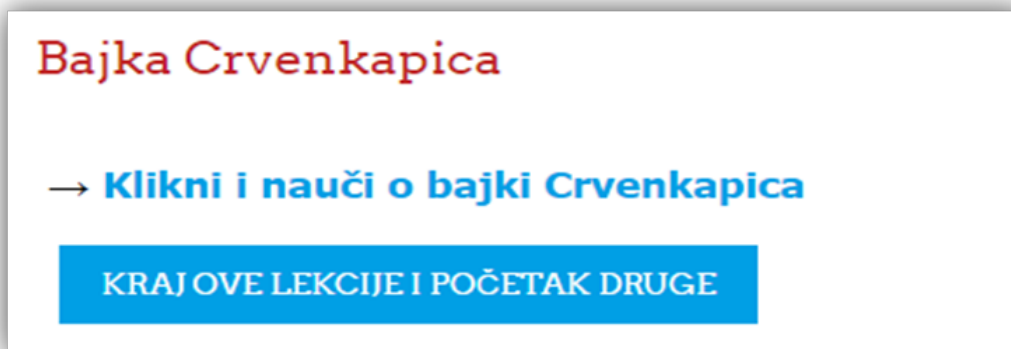 Bajka Crvenkapica
→ Klikni i nauči o bajki Crvenkapica
KRAJ OVE LEKCIJE I POČETAK DRUGE